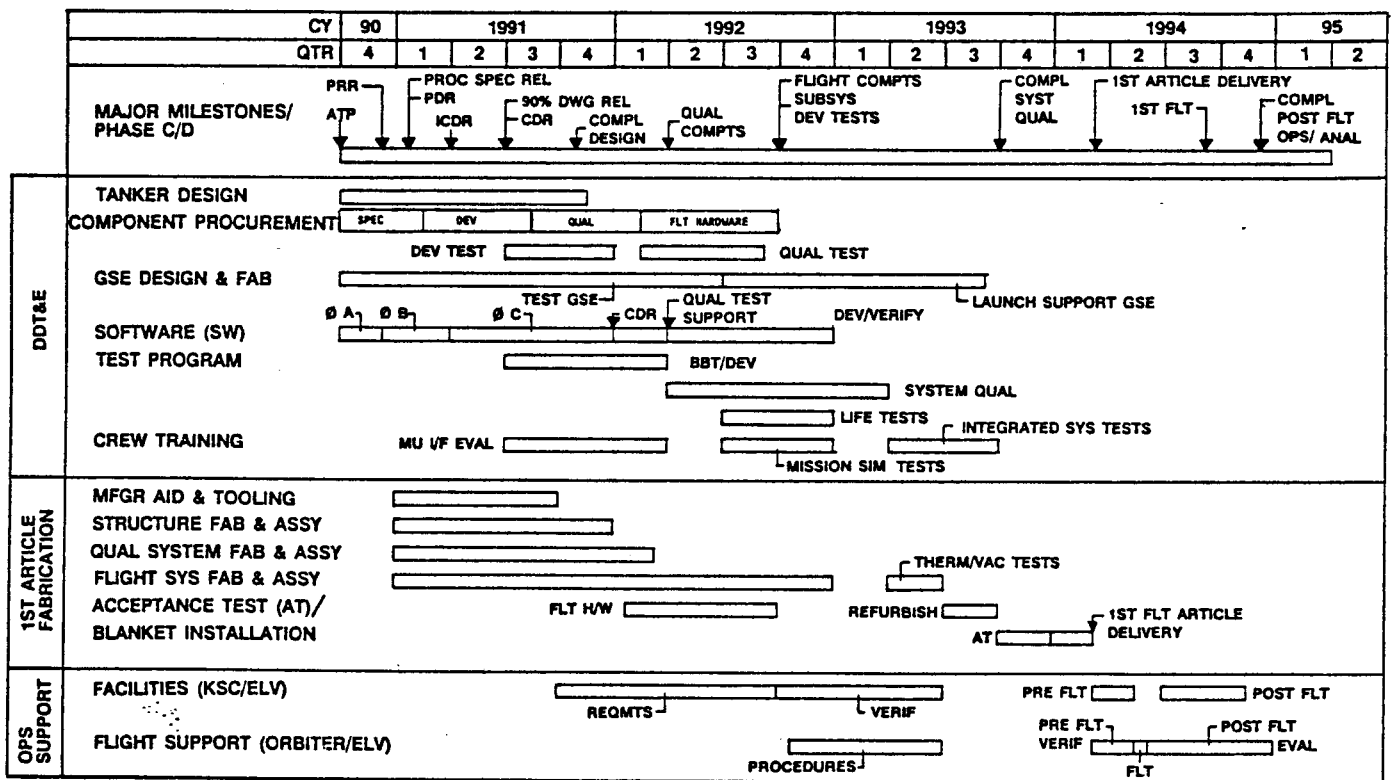 CY 90 1991 1992 1993 1994 95
QTR 4 1 2 3 4 1 2 3 4 1 2 3 4 1 2 3 4 1 2
MAJOR MILESTONES/
PHASE C/D
ATP
PRR
PROC SPEC REL
PDR
ICDR
90% DWG REL
CDR
COMPL
DESIGN
QUAL
COMPTS
FLIGHT COMPTS
SUBSYS
DEV TESTS
COMPL
SYST
QUAL
1ST ARTICLE DELIVERY
1ST FLT
COMPL
POST FLT
OPS/ ANAL
DDT&E
TANKER DESIGN
COMPONENT PROCUREMENT SPEC DEV QUAL FLT HARDWARE
DEV TEST QUAL TEST
GSE DESIGN & FAB
TEST GSE
LAUNCH SUPPORT GSE
SOFTWARE (SW)
Ø A Ø B Ø C CDR
QUAL TEST
SUPPORT
DEV/VERIFY
TEST PROGRAM BBT/DEV
SYSTEM QUAL
LIFE TESTS
CREW TRAINING MU I/F EVAL
MISSION SIM TESTS
INTEGRATED SYS TESTS
1ST ARTICLE
FABRICATION
MFGR AID & TOOLING
STRUCTURE FAB & ASSY
QUAL SYSTEM FAB & ASSY
FLIGHT SYS FAB & ASSY THERM/VAC TESTS
ACCEPTANCE TEST (AT)/ FLT H/W REFURBISH
BLANKET INSTALLATION AT
1ST FLT ARTICLE
DELIVERY
OPS
SUPPORT
FACILITIES (KSC/ELV) PRE FLT POST FLT
REQMTS VERIF
FLIGHT SUPPORT (ORBITER/ELV)
PROCEDURES
PRE FLT
VERIF
FLT
POST FLT
EVAL